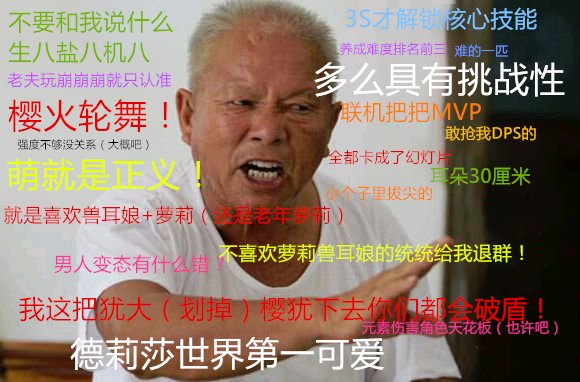 不要和我说什么
生八盐八机八
老夫玩崩崩崩就只认准
樱火轮舞！
强度不够没关系（大概吧）
萌就是正义！
就是喜欢兽耳娘+萝莉（还是老年萝莉）
男人变态有什么错？
3S才解锁核心技能
养成难度排名前三 难的一匹
多么具有挑战性
联机把把MVP
敢抢我DPS的
全都卡成了幻灯片
耳朵30厘米
小个子里拔尖的
不喜欢萝莉兽耳娘的统统给我退群！
我这把犹大（划掉）樱犹下去你们都会破盾！
元素伤害角色天花板（也许吧）
德莉莎世界第一可爱